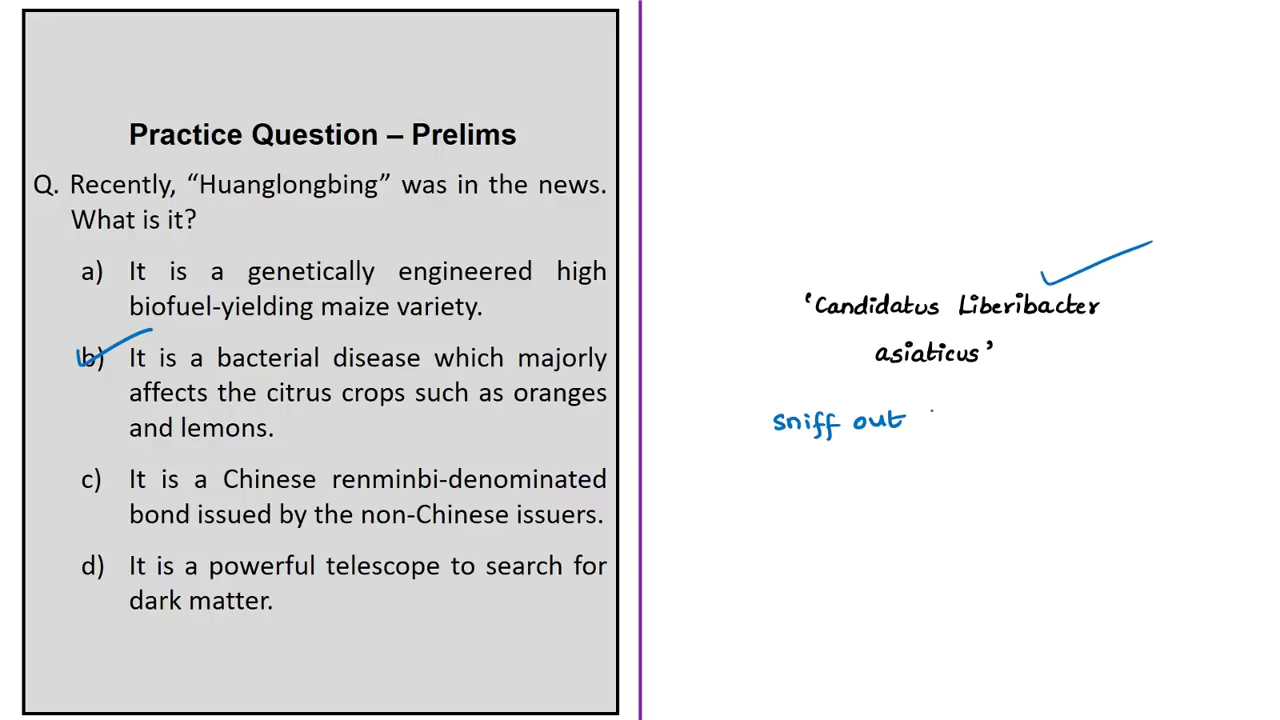 Practice Question – Prelims
Q. Recently, “Huanglongbing” was in the news.
What is it?
a) It is a genetically engineered high
biofuel-yielding maize variety.
b) It is a bacterial disease which majorly
affects the citrus crops such as oranges
and lemons.
c) It is a Chinese renminbi-denominated
bond issued by the non-Chinese issuers.
d) It is a powerful telescope to search for
dark matter.
‘Candidatus Liberibacter
asiaticus’
sniff out